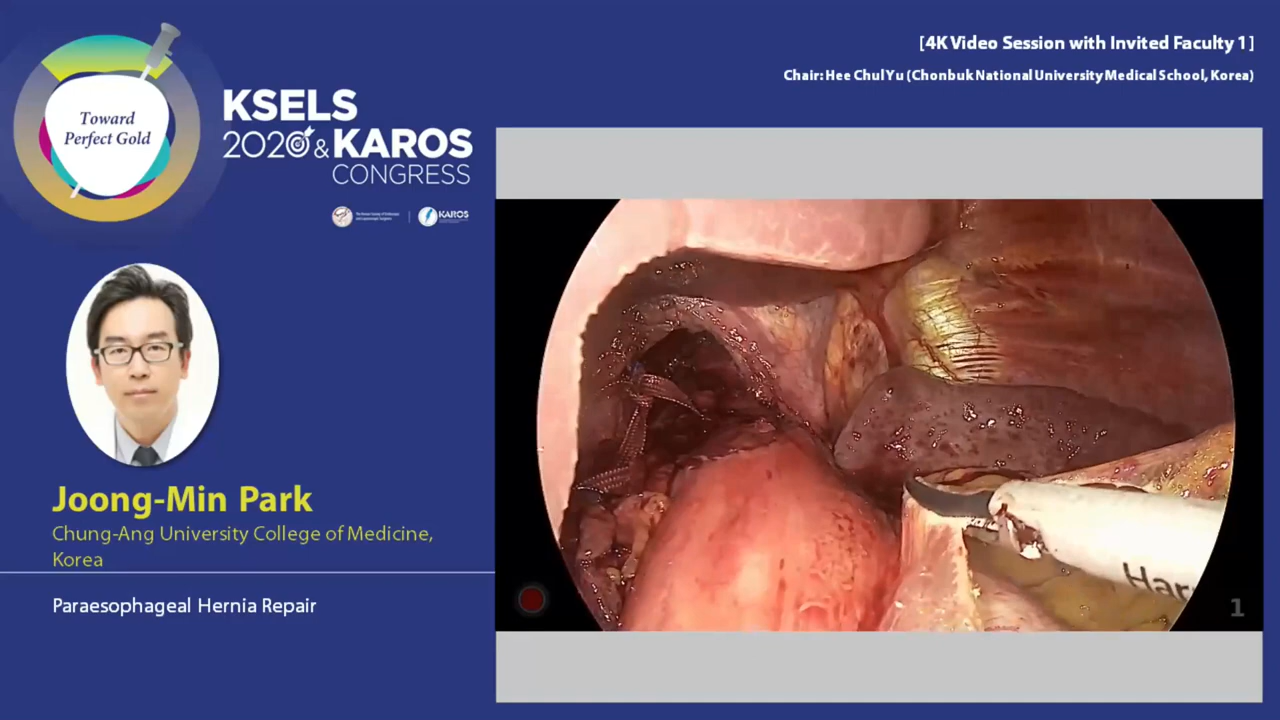 [4K Video Session with Invited Faculty 1]
Chair: Hee Chul Yu (Chonbuk National University Medical School, Korea)
Toward
Perfect Gold
KSELS
2020 & KAROS
CONGRESS
KAROS
Joong-Min Park
Chung-Ang University College of Medicine,
Korea
Paraesophageal Hernia Repair
Har
1